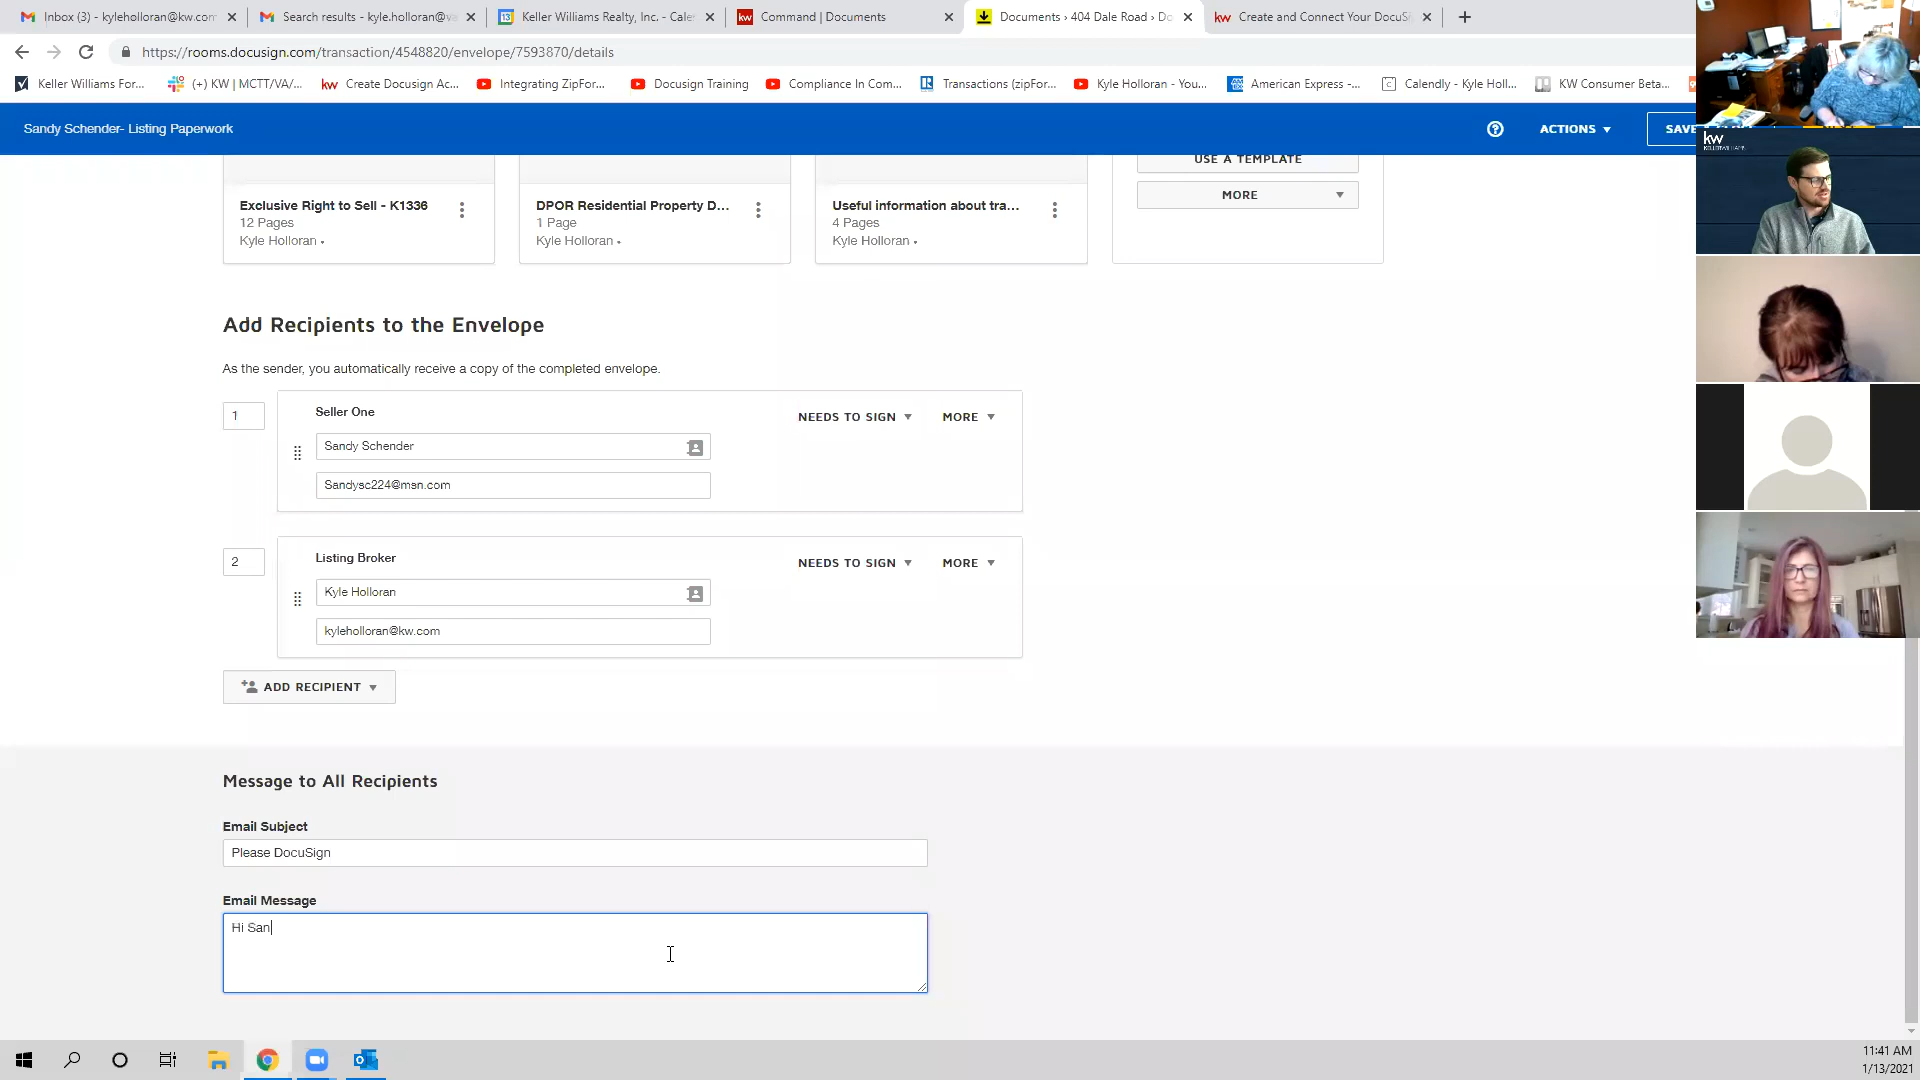 Inbox (3) - kyleholloran@kw.com
Search results - kyle.holloran@va
Keller Williams Realty, Inc. - Cale
Command | Documents
Documents › 404 Dale Road › Do
Create and Connect Your DocuSi
https://rooms.docusign.com/transaction/4548820/envelope/7593870/details
Keller Williams For...
(+) KW | MCTT/VA/...
Create Docusign Ac...
Integrating ZipFor...
Docusign Training
Compliance In Com...
Transactions (zipFor...
Kyle Holloran - You...
American Express -...
Calendly - Kyle Holl...
KW Consumer Beta...
Sandy Schender- Listing Paperwork
ACTIONS
SAVE
kw
USE A TEMPLATE
MORE
Exclusive Right to Sell - K1336
12 Pages
Kyle Holloran •
DPOR Residential Property D...
1 Page
Kyle Holloran •
Useful information about tra...
4 Pages
Kyle Holloran •
Add Recipients to the Envelope
As the sender, you automatically receive a copy of the completed envelope.
1
Seller One
NEEDS TO SIGN
MORE
Sandy Schender
Sandysc224@msn.com
2
Listing Broker
NEEDS TO SIGN
MORE
Kyle Holloran
kyleholloran@kw.com
ADD RECIPIENT
Message to All Recipients
Email Subject
Please DocuSign
Email Message
Hi San
11:41 AM
1/13/2021